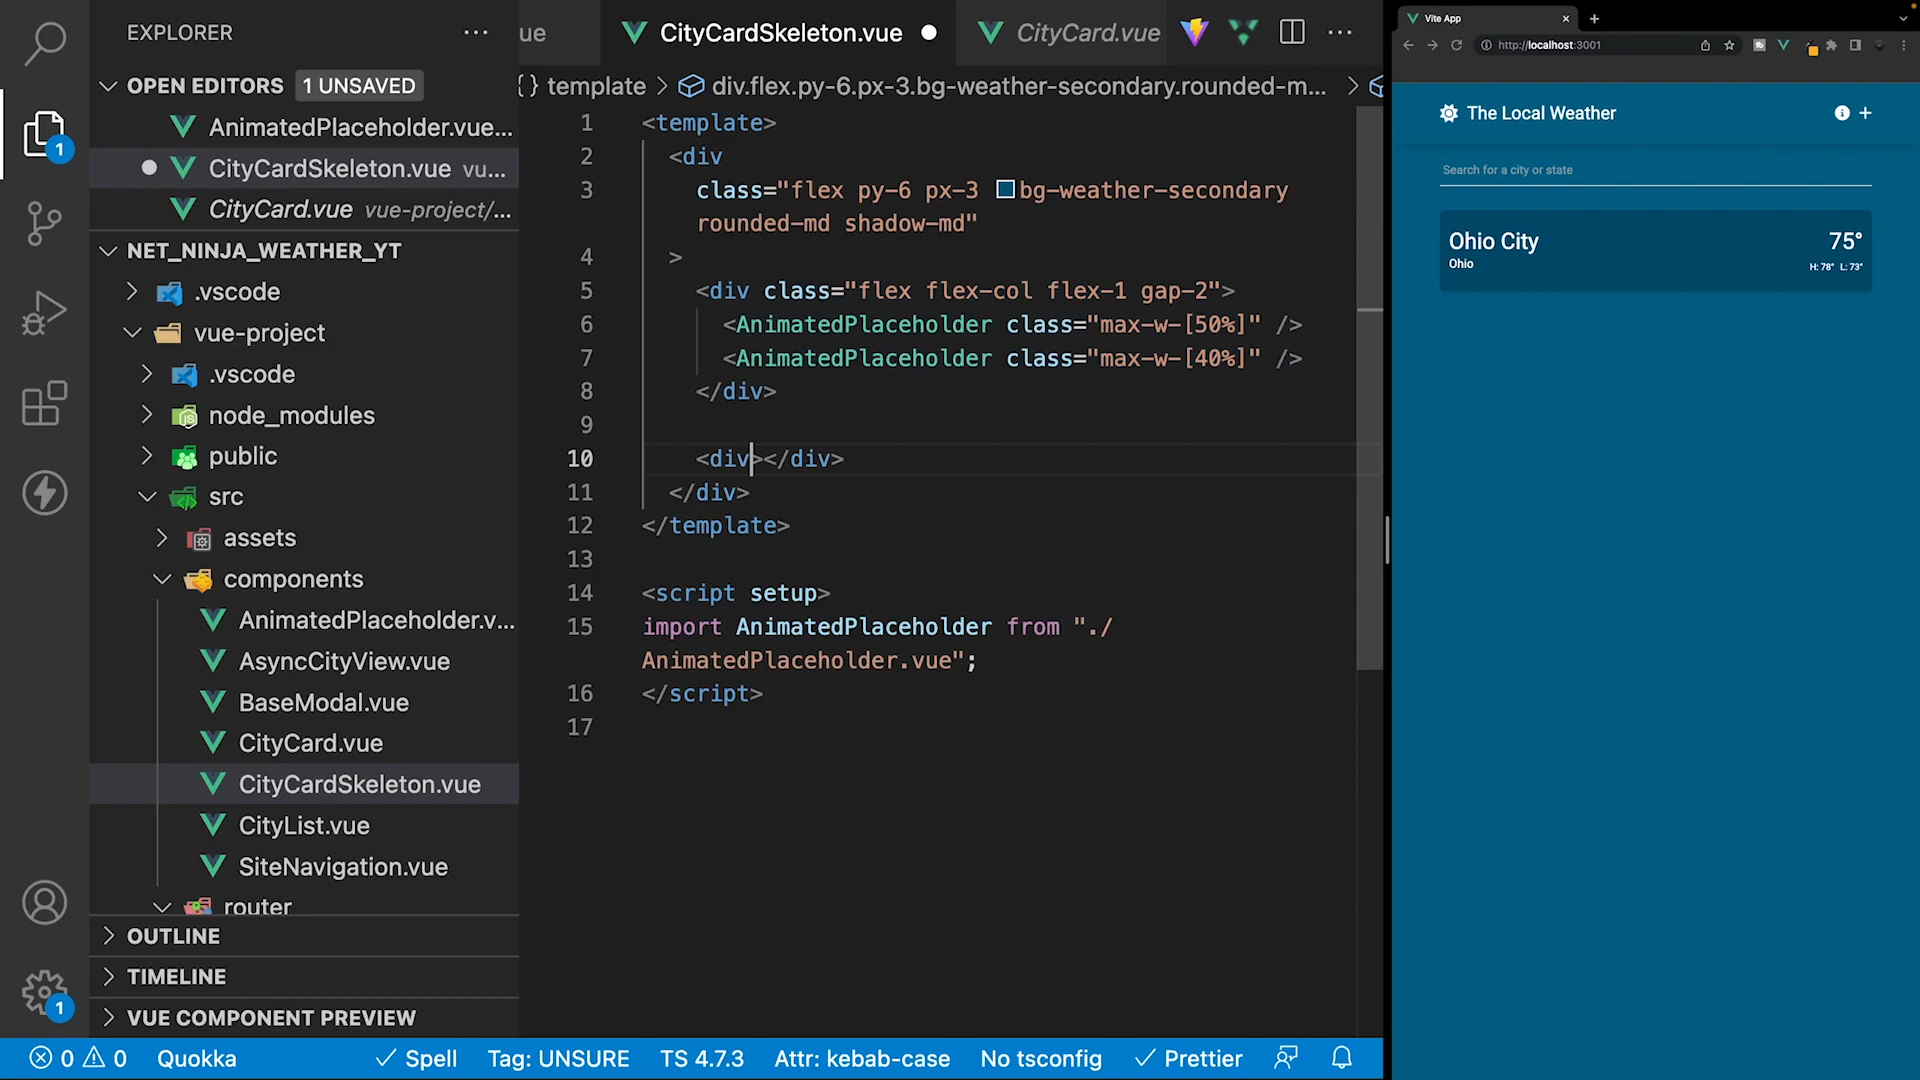 EXPLORER
OPEN EDITORS 1 UNSAVED
AnimatedPlaceholder.vue...
CityCardSkeleton.vue vu...
CityCard.vue vue-project/...
NET_NINJA_WEATHER_YT
.vscode
vue-project
.vscode
node_modules
public
src
assets
components
AnimatedPlaceholder.v...
AsyncCityView.vue
BaseModal.vue
CityCard.vue
CityCardSkeleton.vue
CityList.vue
SiteNavigation.vue
router
OUTLINE
TIMELINE
VUE COMPONENT PREVIEW
1
1
ue CityCardSkeleton.vue CityCard.vue
{} template > div.flex.py-6.px-3.bg-weather-secondary.rounded-m... >
1 <template>
2 <div
3 class="flex py-6 px-3 bg-weather-secondary
rounded-md shadow-md"
4 >
5 <div class="flex flex-col flex-1 gap-2">
6 <AnimatedPlaceholder class="max-w-[50%]" />
7 <AnimatedPlaceholder class="max-w-[40%]" />
8 </div>
9
10 <div></div>
11 </div>
12 </template>
13
14 <script setup>
15 import AnimatedPlaceholder from "./
AnimatedPlaceholder.vue";
16 </script>
17
0 0 Quokka Spell Tag: UNSURE TS 4.7.3 Attr: kebab-case No tsconfig Prettier
Vite App
http://localhost:3001
The Local Weather
Search for a city or state
Ohio City 75°
Ohio H: 78° L: 73°